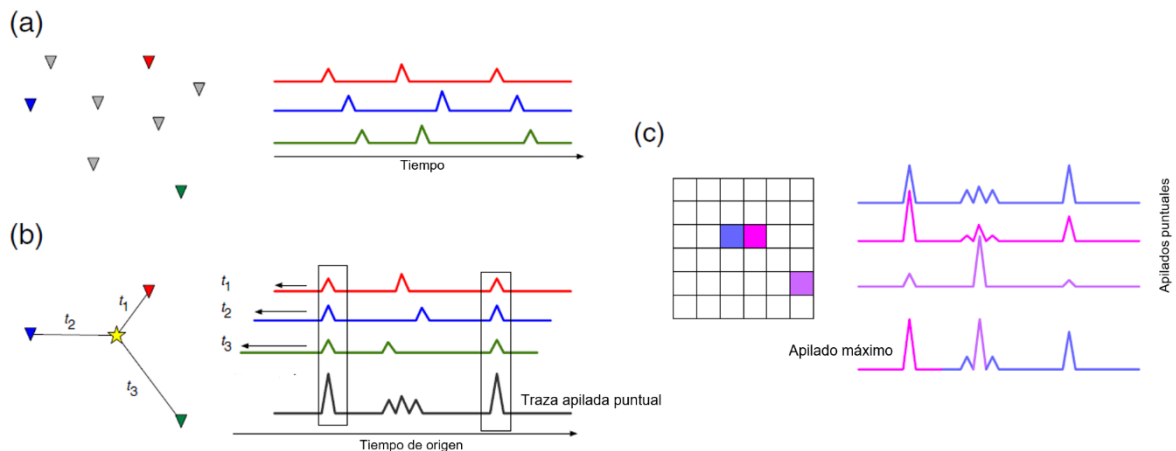 (a)
Tiempo
(b)
t1
t2
t3
t1
t2
t3
Traza apilada puntual
Tiempo de origen
(c)
Apilados puntuales
Apilado máximo